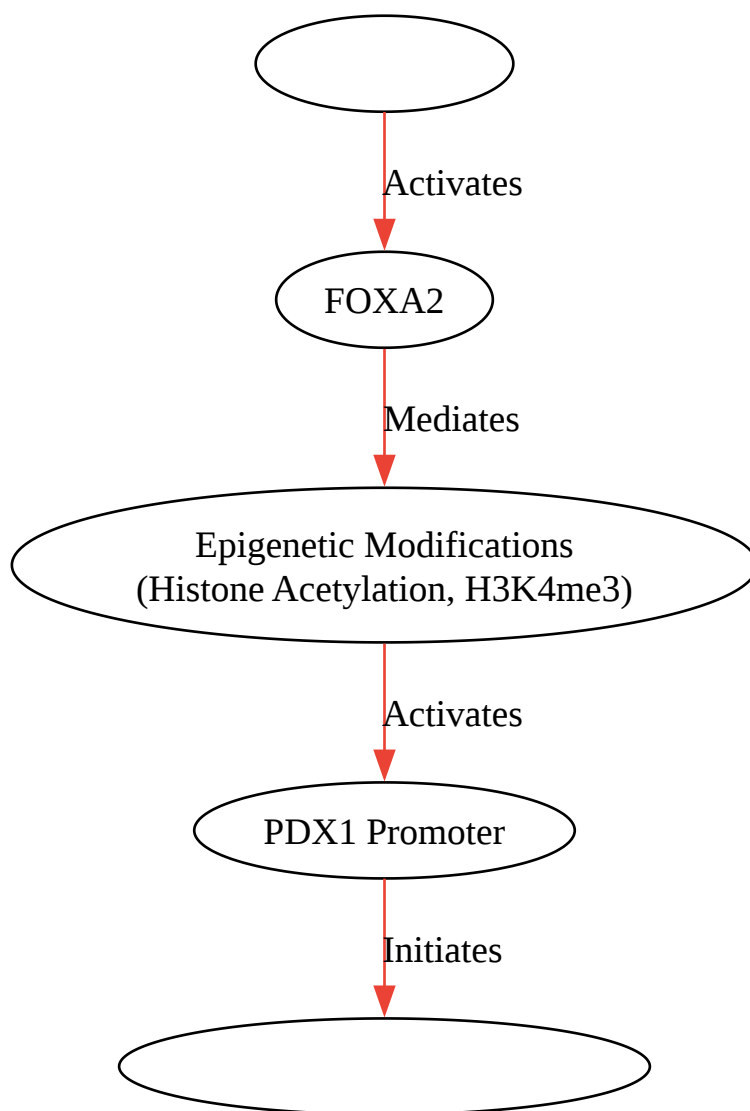 Activates
FOXA2
Mediates
Epigenetic Modifications
(Histone Acetylation, H3K4me3)
Activates
PDX1 Promoter
Initiates